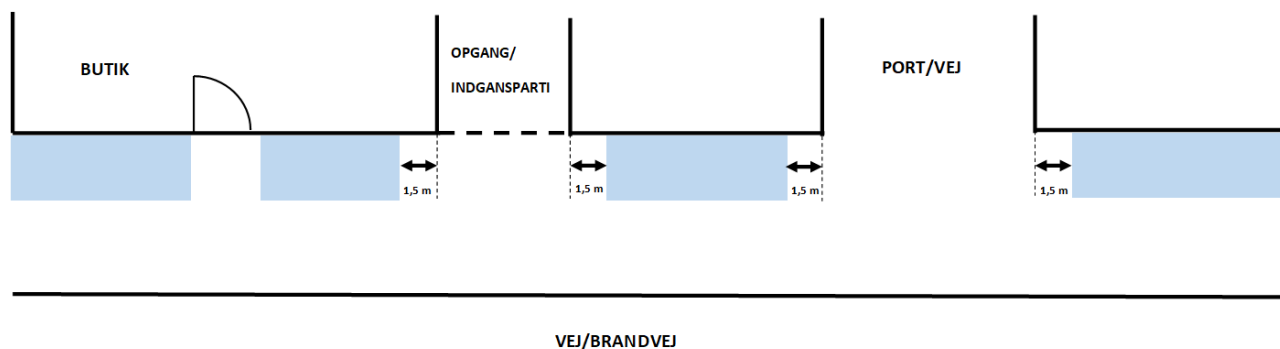 BUTIK
OPGANG/
INDGANSPARTI
PORT/VEJ
1,5 m
1,5 m
1,5 m
1,5 m
VEJ/BRANDVEJ